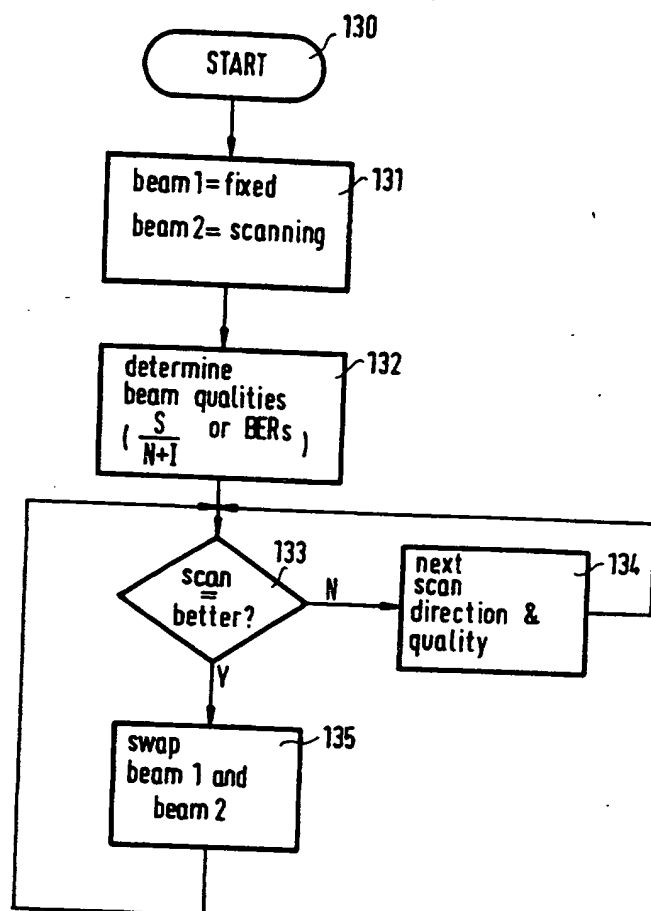 130
START
131
beam 1 = fixed
beam 2 = scanning
132
determine
beam qualities
( S/N+I or BERs )
133
scan
=
better?
N
134
next
scan
direction &
quality
Y
135
swap
beam 1 and
beam 2